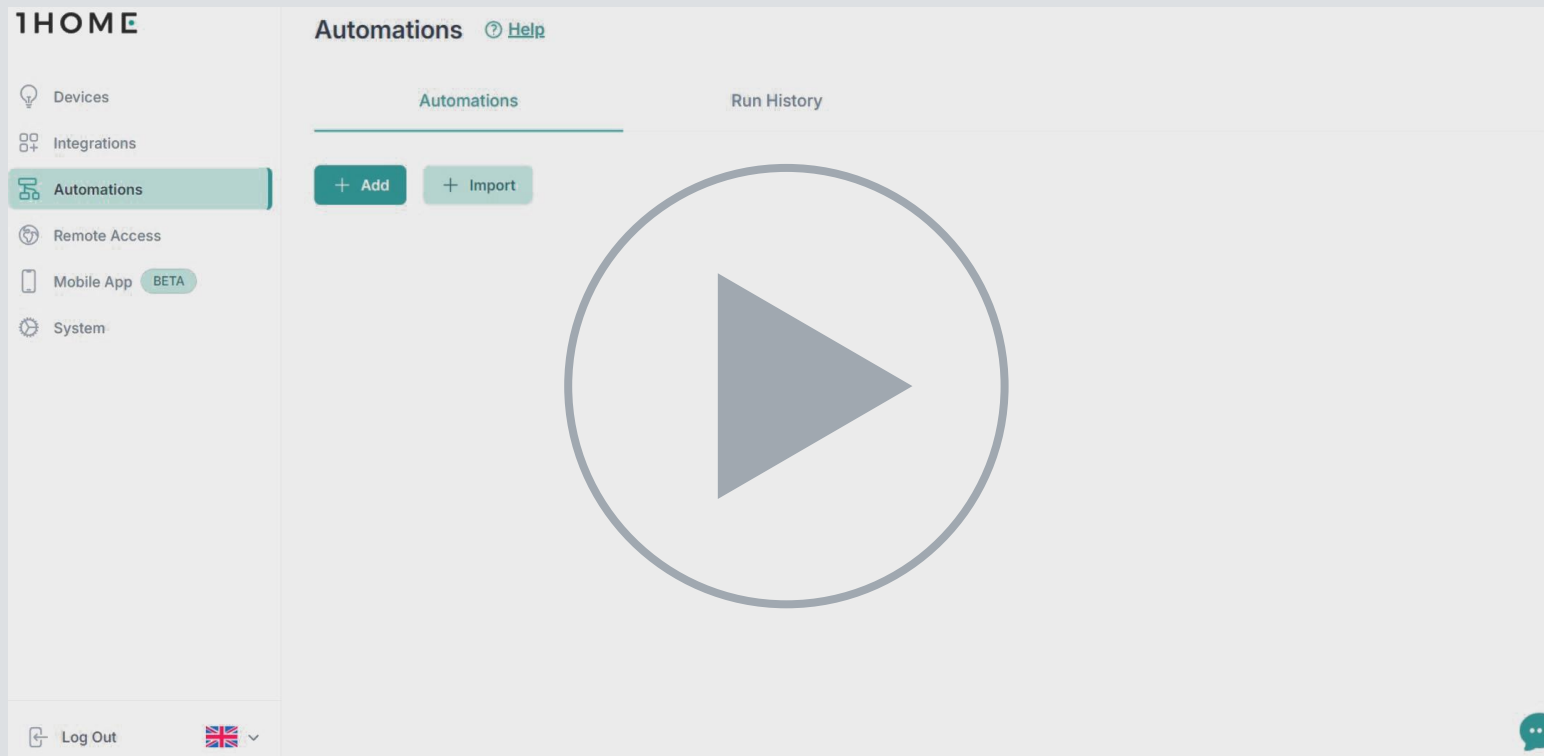 1HOME
Automations Help
Devices
Integrations
Automations
Remote Access
Mobile App BETA
System
Automations Run History
+ Add + Import
Log Out